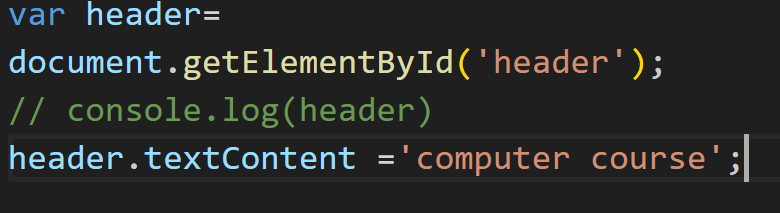 var header=
document.getElementById('header');
// console.log(header)
header.textContent ='computer course';